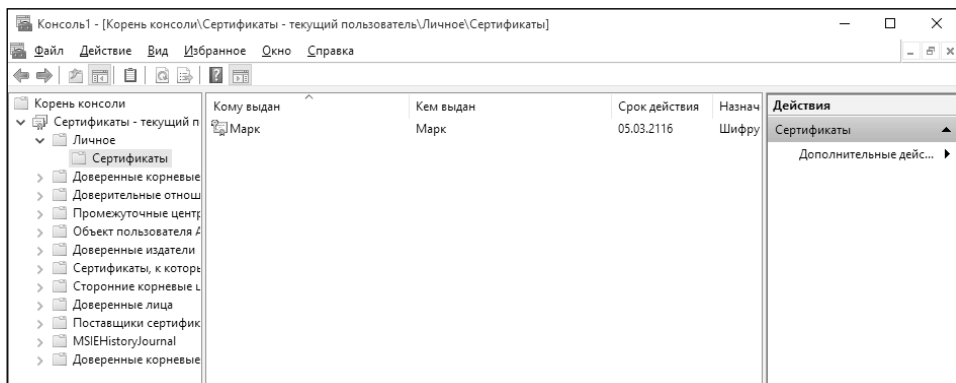 Консоль1 - [Корень консоли\Сертификаты - текущий пользователь\Личное\Сертификаты]
Файл Действие Вид Избранное Окно Справка
Корень консоли
Сертификаты - текущий п
Личное
Сертификаты
Доверенные корневые
Доверительные отнош
Промежуточные центр
Объект пользователя A
Доверенные издатели
Сертификаты, к которь
Сторонние корневые ц
Доверенные лица
Поставщики сертифик
MSIEHistoryJournal
Доверенные корневые
Кому выдан Кем выдан Срок действия Назнач
Марк Марк 05.03.2116 Шифру
Действия
Сертификаты
Дополнительные дейс...